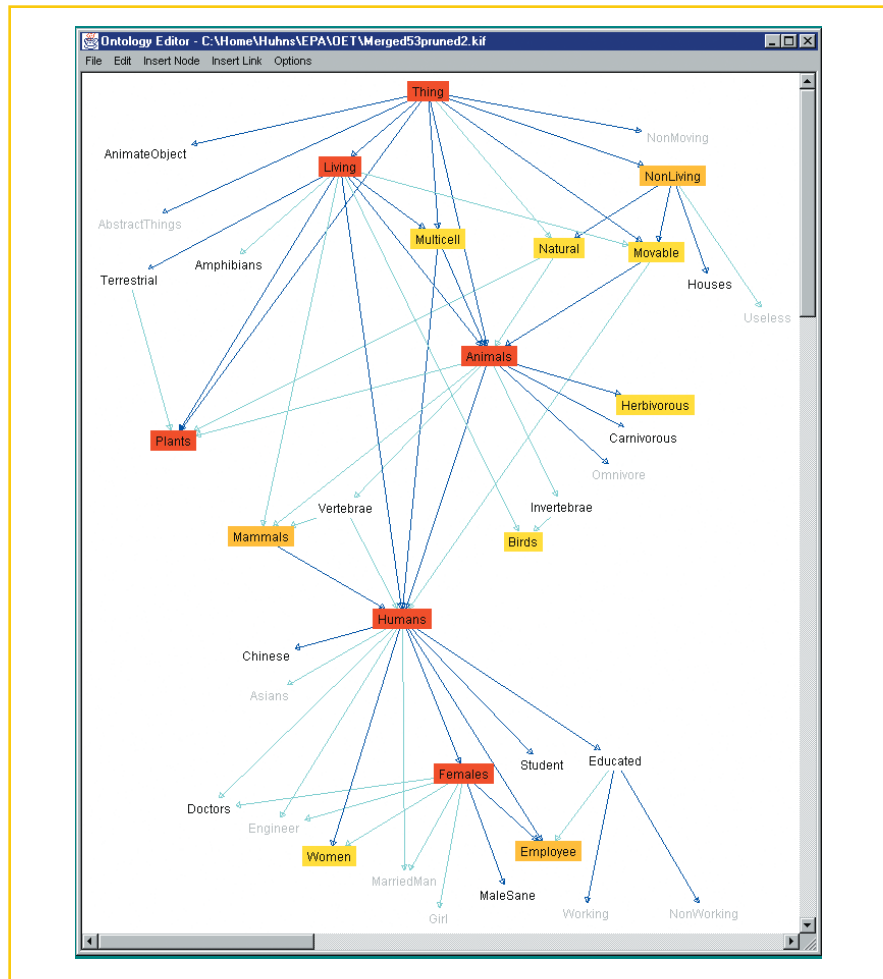 Ontology Editor - C:\Home\Huhns\EPA\OET\Merged53pruned2.kif
File Edit Insert Node Insert Link Options
Thing
NonMoving
AnimateObject
Living
NonLiving
AbstractThings
Multicell
Natural
Movable
Amphibians
Terrestrial
Houses
Useless
Animals
Herbivorous
Plants
Carnivorous
Omnivore
Vertebrae
Invertebrae
Mammals
Birds
Humans
Chinese
Asians
Student
Educated
Females
Doctors
Engineer
Women
Employee
MarriedMan
MaleSane
Girl
Working
NonWorking